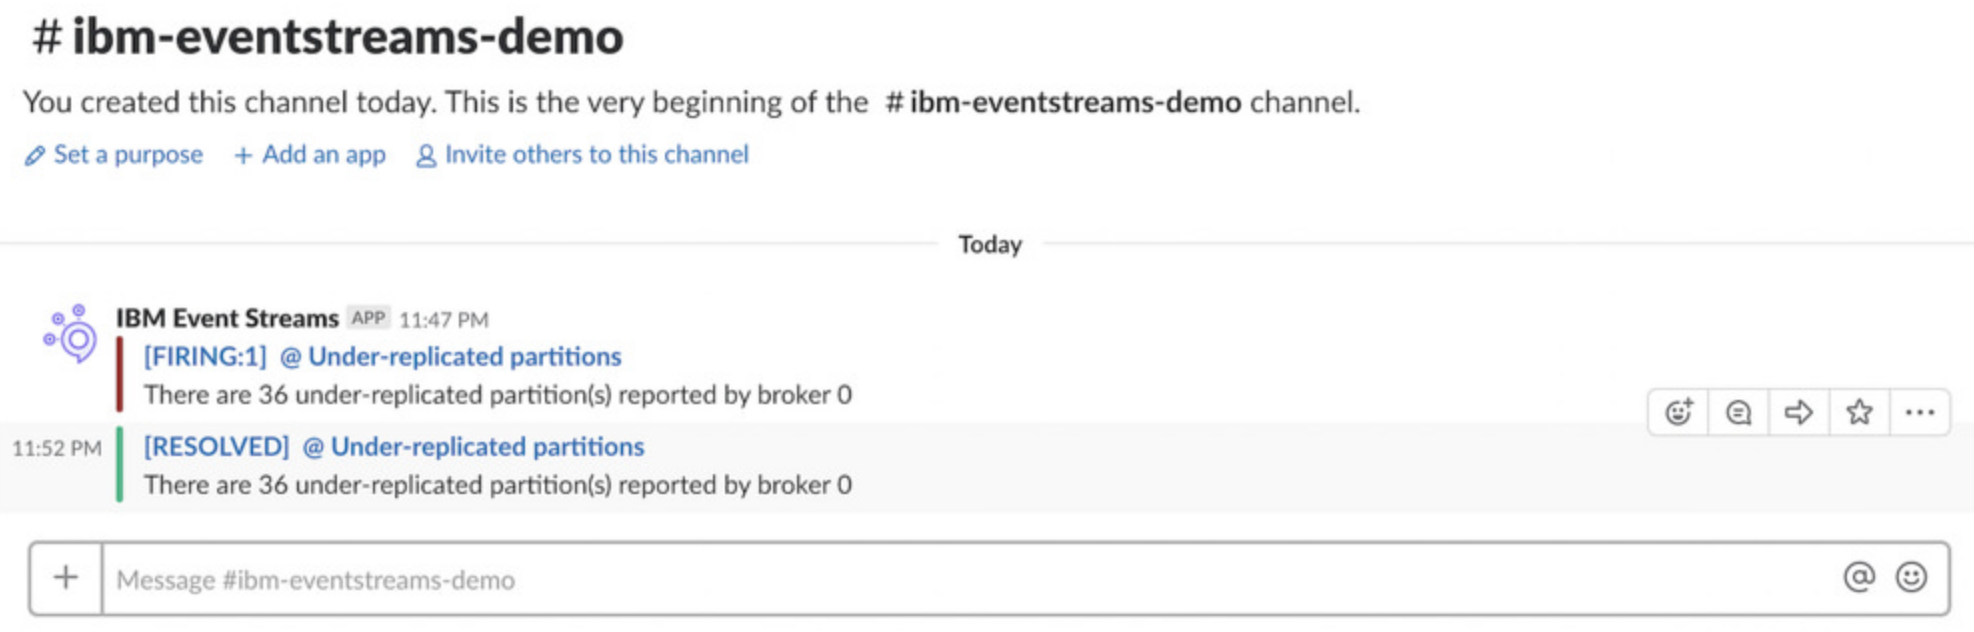 # ibm-eventstreams-demo
You created this channel today. This is the very beginning of the # ibm-eventstreams-demo channel.
Set a purpose + Add an app Invite others to this channel
Today
IBM Event Streams APP 11:47 PM
[FIRING:1] @ Under-replicated partitions
There are 36 under-replicated partition(s) reported by broker 0
11:52 PM [RESOLVED] @ Under-replicated partitions
There are 36 under-replicated partition(s) reported by broker 0
+ Message #ibm-eventstreams-demo @